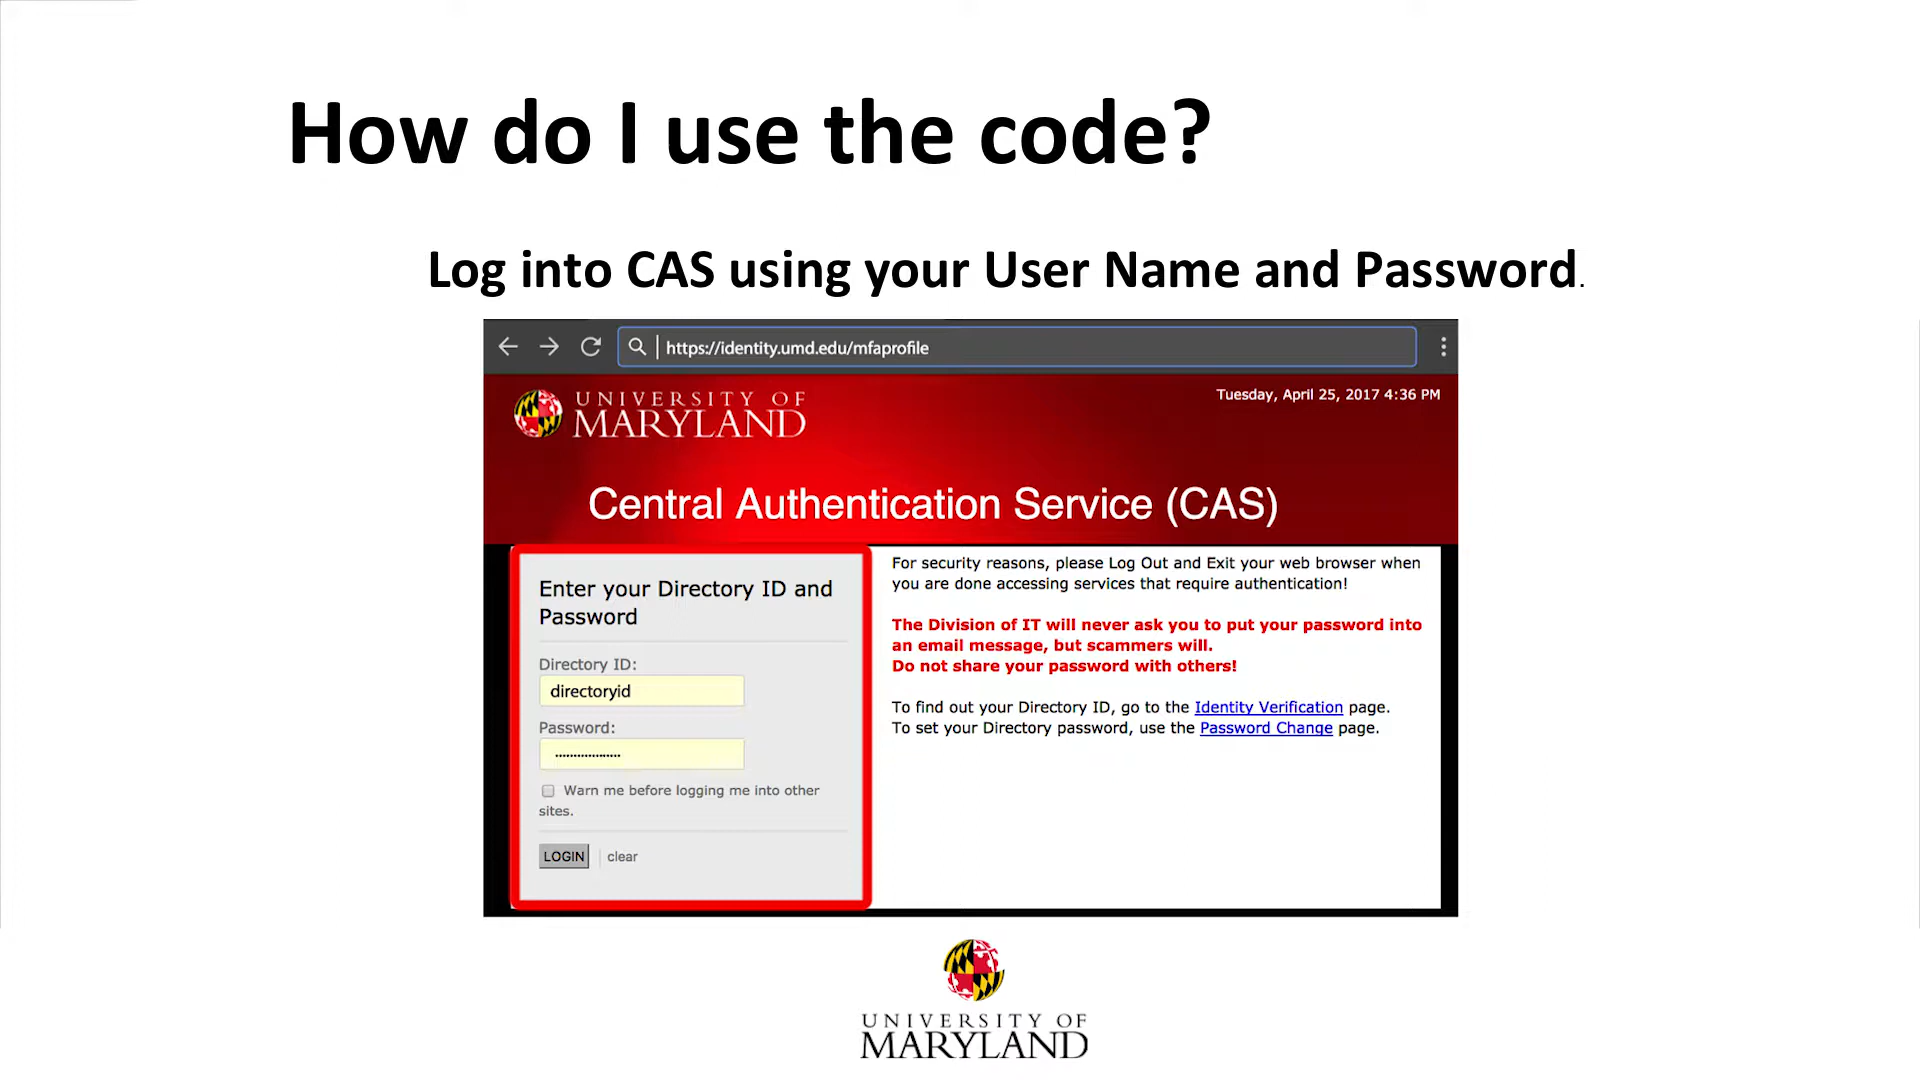 How do I use the code?
Log into CAS using your User Name and Password.
https://identity.umd.edu/mfaprofile
UNIVERSITY OF
MARYLAND
Tuesday, April 25, 2017 4:36 PM
Central Authentication Service (CAS)
Enter your Directory ID and
Password
Directory ID:
directoryid
Password:
Warn me before logging me into other
sites.
LOGIN
clear
For security reasons, please Log Out and Exit your web browser when
you are done accessing services that require authentication!
The Division of IT will never ask you to put your password into
an email message, but scammers will.
Do not share your password with others!
To find out your Directory ID, go to the Identity Verification page.
To set your Directory password, use the Password Change page.
UNIVERSITY OF
MARYLAND